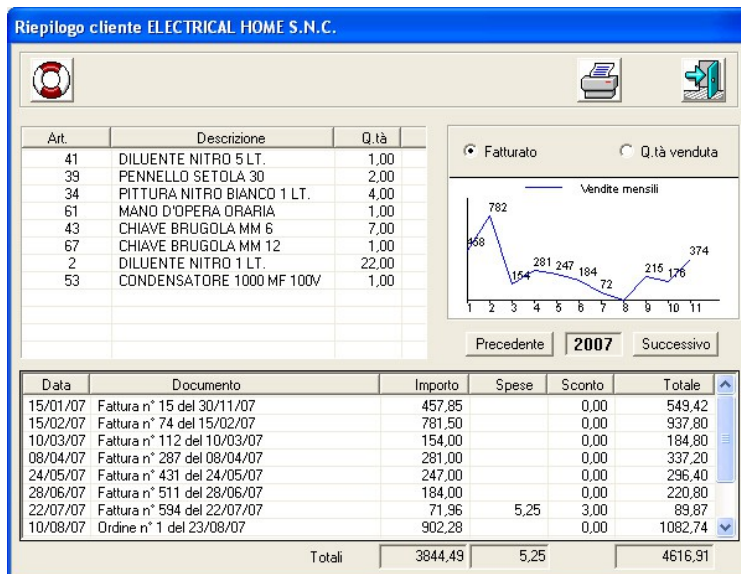 Riepilogo cliente ELECTRICAL HOME S.N.C.
Art. Descrizione Q.tà
41 DILUENTE NITRO 5 LT. 1,00
39 PENNELLO SETOLA 30 2,00
34 PITTURA NITRO BIANCO 1 LT. 4,00
61 MANO D'OPERA ORARIA 1,00
43 CHIAVE BRUGOLA MM 6 7,00
67 CHIAVE BRUGOLA MM 12 1,00
2 DILUENTE NITRO 1 LT. 22,00
53 CONDENSATORE 1000 MF 100V 1,00
Fatturato Q.tà venduta
Vendite mensili
458 782 154 281 247 184 72 215 176 374
1 2 3 4 5 6 7 8 9 10 11
Precedente 2007 Successivo
Data Documento Importo Spese Sconto Totale
15/01/07 Fattura n° 15 del 30/11/07 457,85 0,00 549,42
15/02/07 Fattura n° 74 del 15/02/07 781,50 0,00 937,80
10/03/07 Fattura n° 112 del 10/03/07 154,00 0,00 184,80
08/04/07 Fattura n° 287 del 08/04/07 281,00 0,00 337,20
24/05/07 Fattura n° 431 del 24/05/07 247,00 0,00 296,40
28/06/07 Fattura n° 511 del 28/06/07 184,00 0,00 220,80
22/07/07 Fattura n° 594 del 22/07/07 71,96 5,25 3,00 89,87
10/08/07 Ordine n° 1 del 23/08/07 902,28 0,00 1082,74
Totali 3844,49 5,25 4616,91